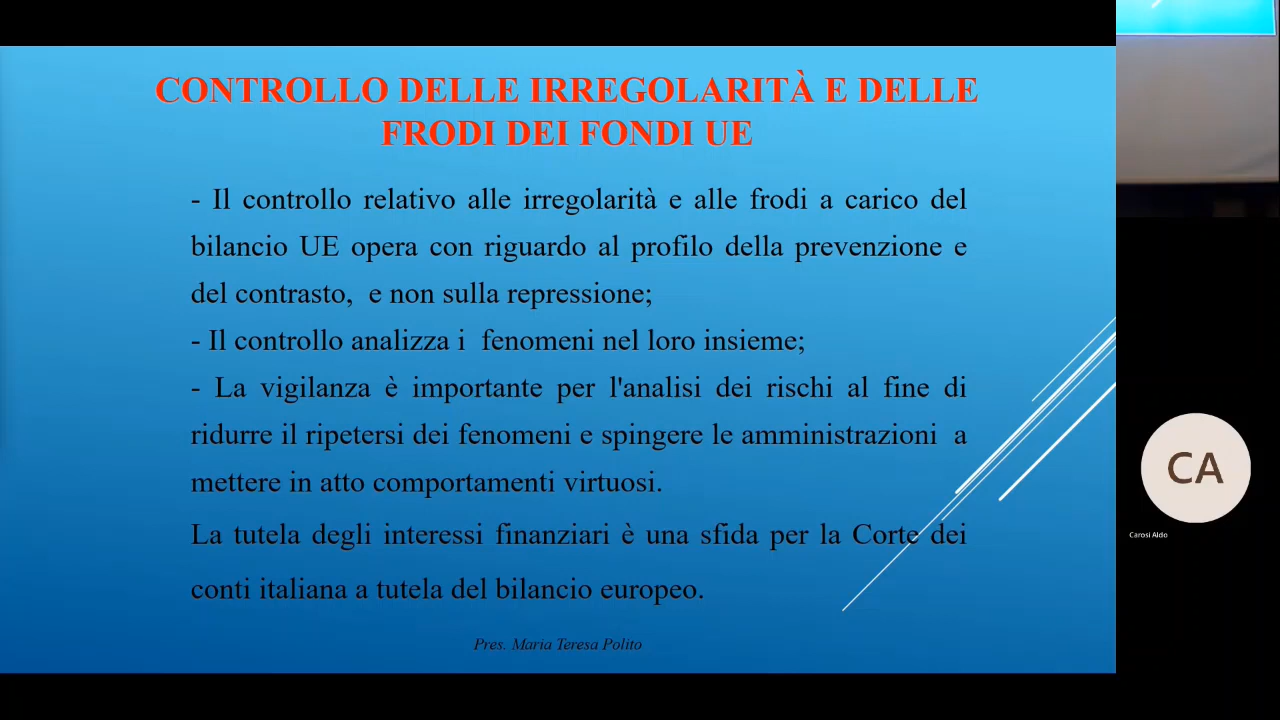 CONTROLLO DELLE IRREGOLARITÀ E DELLE
FRODI DEI FONDI UE
- Il controllo relativo alle irregolarità e alle frodi a carico del
bilancio UE opera con riguardo al profilo della prevenzione e
del contrasto,  e non sulla repressione;
- Il controllo analizza i  fenomeni nel loro insieme;
- La vigilanza è importante per l'analisi dei rischi al fine di
ridurre il ripetersi dei fenomeni e spingere le amministrazioni  a
mettere in atto comportamenti virtuosi.
La tutela degli interessi finanziari è una sfida per la Corte dei
conti italiana a tutela del bilancio europeo.
Pres. Maria Teresa Polito
CA
Carosi Aldo